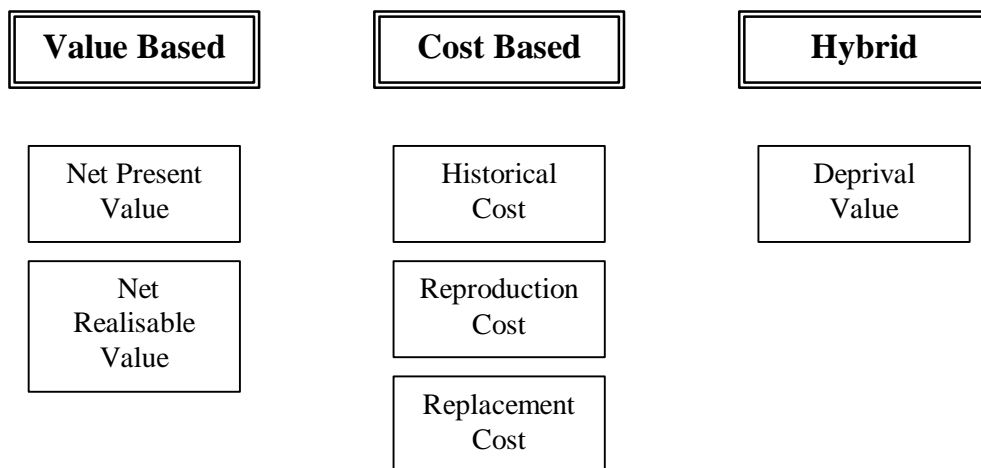 Value Based
Cost Based
Hybrid
Net Present
Value
Historical
Cost
Deprival
Value
Net
Realisable
Value
Reproduction
Cost
Replacement
Cost